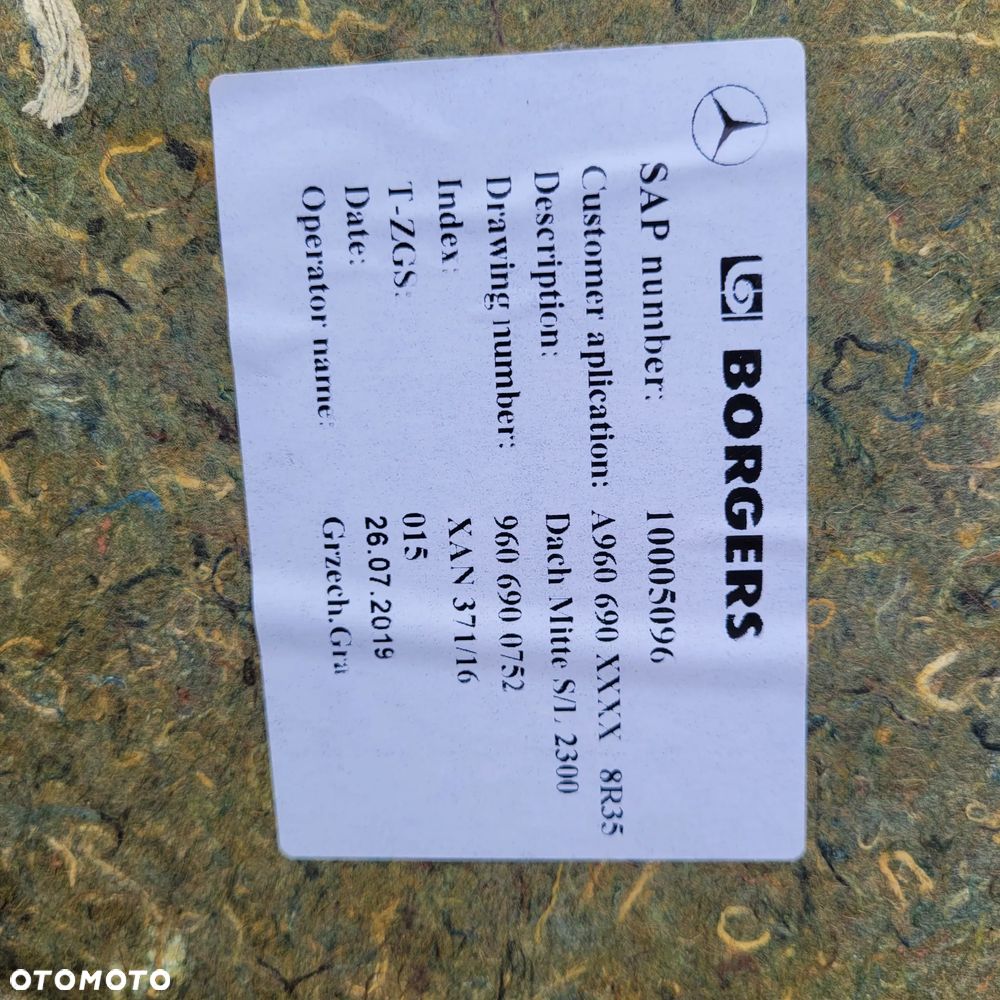 BORGERS
SAP number: 10005096
Customer aplication: A960 690 XXXX 8R35
Description: Dach Mitte S/L 2300
Drawing number: 960 690 0752
Index: XAN 371/16
T-ZGS: 015
Date: 26.07.2019
Operator name: Grzech.Gra
OTOMOTO